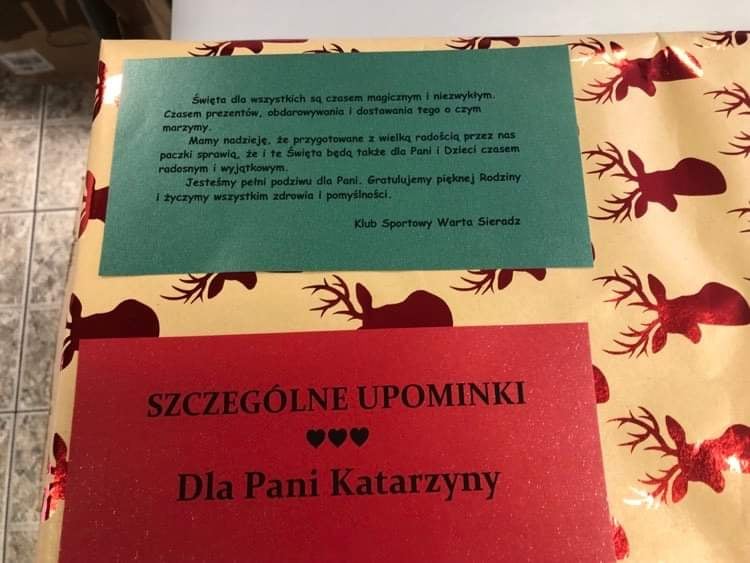 Święta dla wszystkich są czasem magicznym i niezwykłym.
Czasem prezentów, obdarowywania i dostawania tego o czym
marzymy.
Mamy nadzieję, że przygotowane z wielką radością przez nas
paczki sprawią, że i te Święta będą także dla Pani i Dzieci czasem
radosnym i wyjątkowym.
Jesteśmy pełni podziwu dla Pani. Gratulujemy pięknej Rodziny
i życzymy wszystkim zdrowia i pomyślności.
Klub Sportowy Warta Sieradz
SZCZEGÓLNE UPOMINKI
♥♥♥
Dla Pani Katarzyny